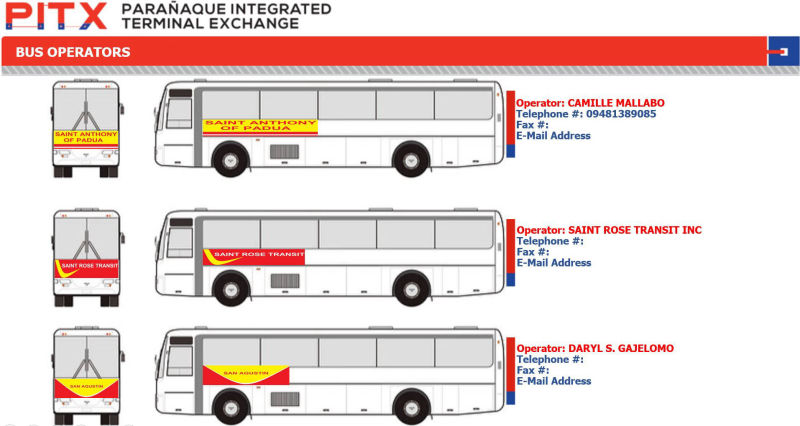 PITX PARAÑAQUE INTEGRATED
TERMINAL EXCHANGE
BUS OPERATORS
SAINT ANTHONY
OF PADUA
SAINT ANTHONY
OF PADUA
Operator: CAMILLE MALLABO
Telephone #: 09481389085
Fax #:
E-Mail Address
SAINT ROSE TRANSIT
SAINT ROSE TRANSIT
Operator: SAINT ROSE TRANSIT INC
Telephone #:
Fax #:
E-Mail Address
SAN AGUSTIN
SAN AGUSTIN
Operator: DARYL S. GAJELOMO
Telephone #:
Fax #:
E-Mail Address